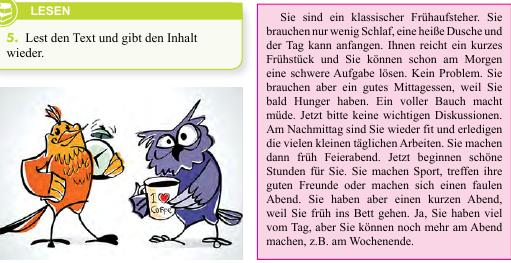 LESEN
5. Lest den Text und gibt den Inhalt
wieder.
I ❤
COFFE
Sie sind ein klassischer Frühaufsteher. Sie
brauchen nur wenig Schlaf, eine heiße Dusche und
der Tag kann anfangen. Ihnen reicht ein kurzes
Frühstück und Sie können schon am Morgen
eine schwere Aufgabe lösen. Kein Problem. Sie
brauchen aber ein gutes Mittagessen, weil Sie
bald Hunger haben. Ein voller Bauch macht
müde. Jetzt bitte keine wichtigen Diskussionen.
Am Nachmittag sind Sie wieder fit und erledigen
die vielen kleinen täglichen Arbeiten. Sie machen
dann früh Feierabend. Jetzt beginnen schöne
Stunden für Sie. Sie machen Sport, treffen ihre
guten Freunde oder machen sich einen faulen
Abend. Sie haben aber einen kurzen Abend,
weil Sie früh ins Bett gehen. Ja, Sie haben viel
vom Tag, aber Sie können noch mehr am Abend
machen, z.B. am Wochenende.